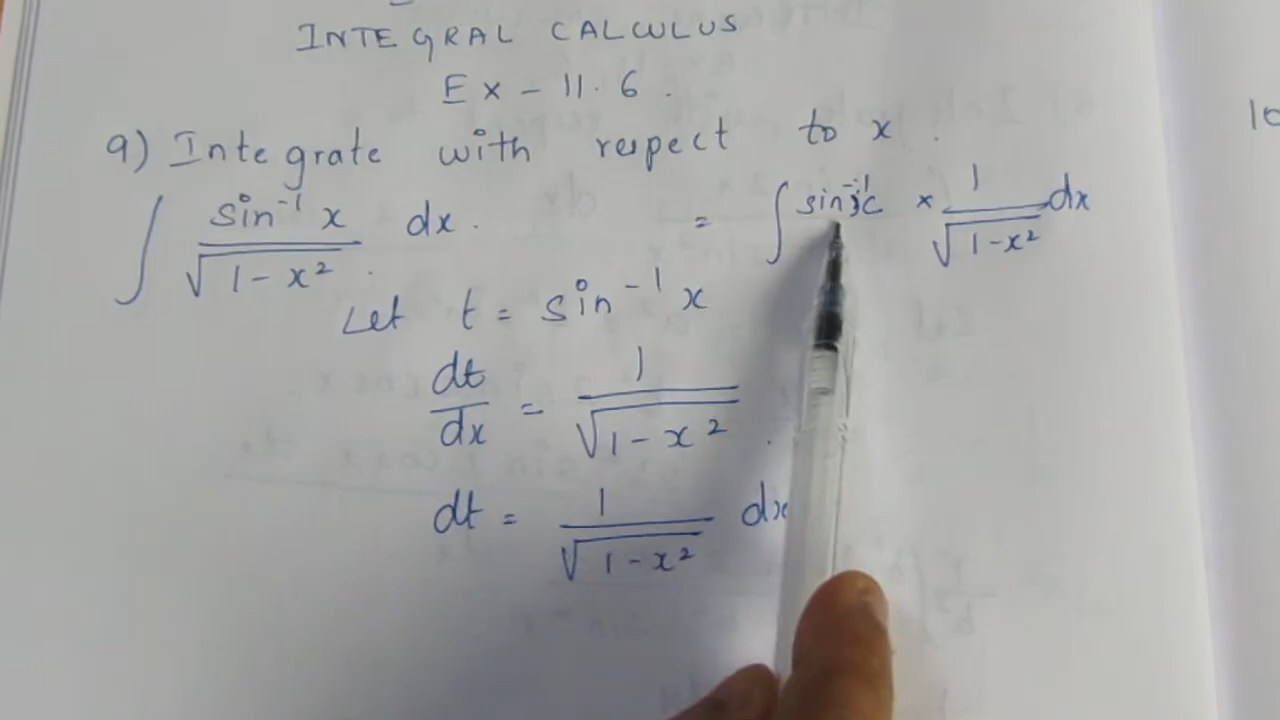 INTEGRAL CALCULUS
Ex - 11.6.
9) Integrate with respect to x.
∫ sin⁻¹x / √(1-x²) dx. = ∫ sin⁻¹x × 1/√(1-x²) dx
Let t = sin⁻¹ x
dt/dx = 1/√(1-x²).
dt = 1/√(1-x²) dx